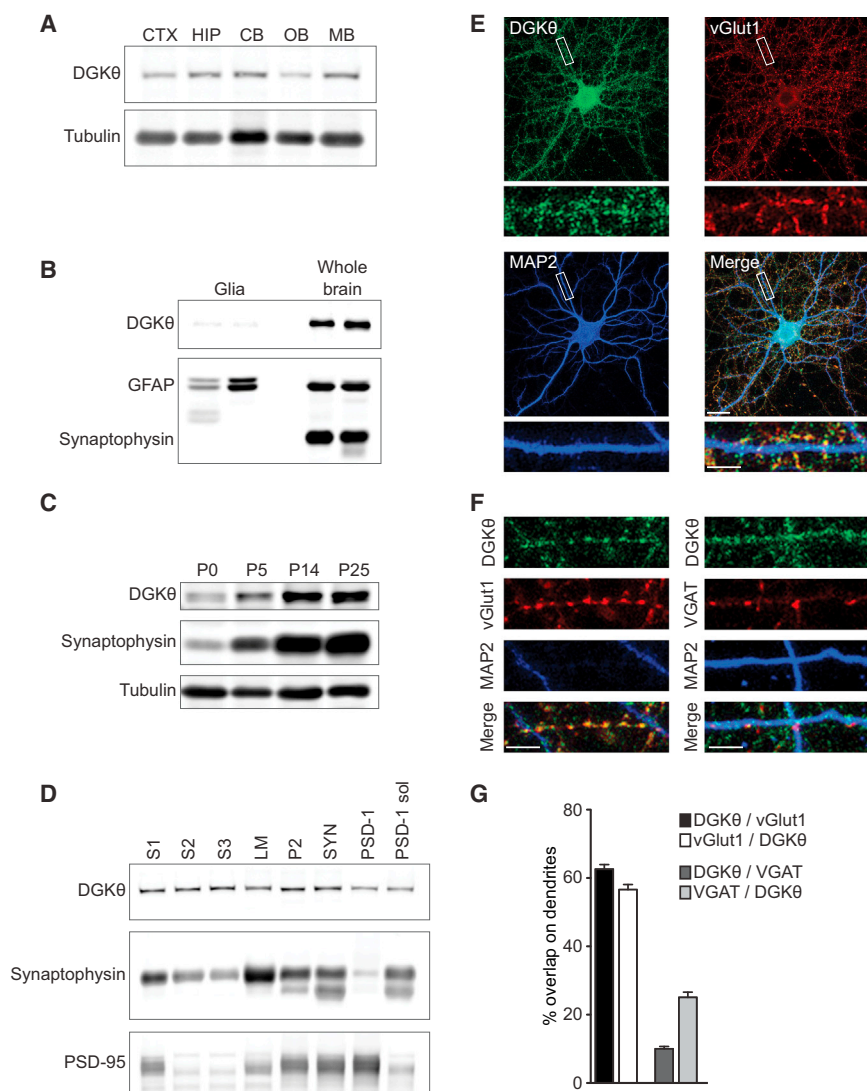 A
CTX HIP CB OB MB
DGKθ
Tubulin
B
Glia
Whole
brain
DGKθ
GFAP
Synaptophysin
C
P0 P5 P14 P25
DGKθ
Synaptophysin
Tubulin
D
S1 S2 S3 LM P2 SYN PSD-1 PSD-1 sol
DGKθ
Synaptophysin
PSD-95
E
DGKθ
vGlut1
MAP2
Merge
F
DGKθ
vGlut1
MAP2
Merge
DGKθ
VGAT
MAP2
Merge
G
% overlap on dendrites
80
60
40
20
0
DGKθ / vGlut1
vGlut1 / DGKθ
DGKθ / VGAT
VGAT / DGKθ